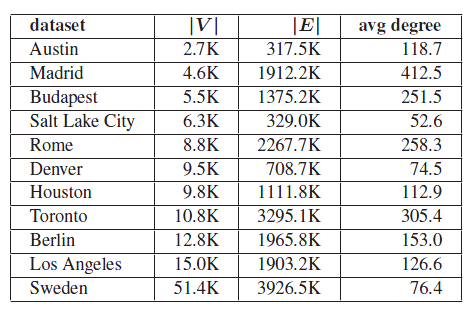 dataset |V| |E| avg degree
Austin 2.7K 317.5K 118.7
Madrid 4.6K 1912.2K 412.5
Budapest 5.5K 1375.2K 251.5
Salt Lake City 6.3K 329.0K 52.6
Rome 8.8K 2267.7K 258.3
Denver 9.5K 708.7K 74.5
Houston 9.8K 1111.8K 112.9
Toronto 10.8K 3295.1K 305.4
Berlin 12.8K 1965.8K 153.0
Los Angeles 15.0K 1903.2K 126.6
Sweden 51.4K 3926.5K 76.4